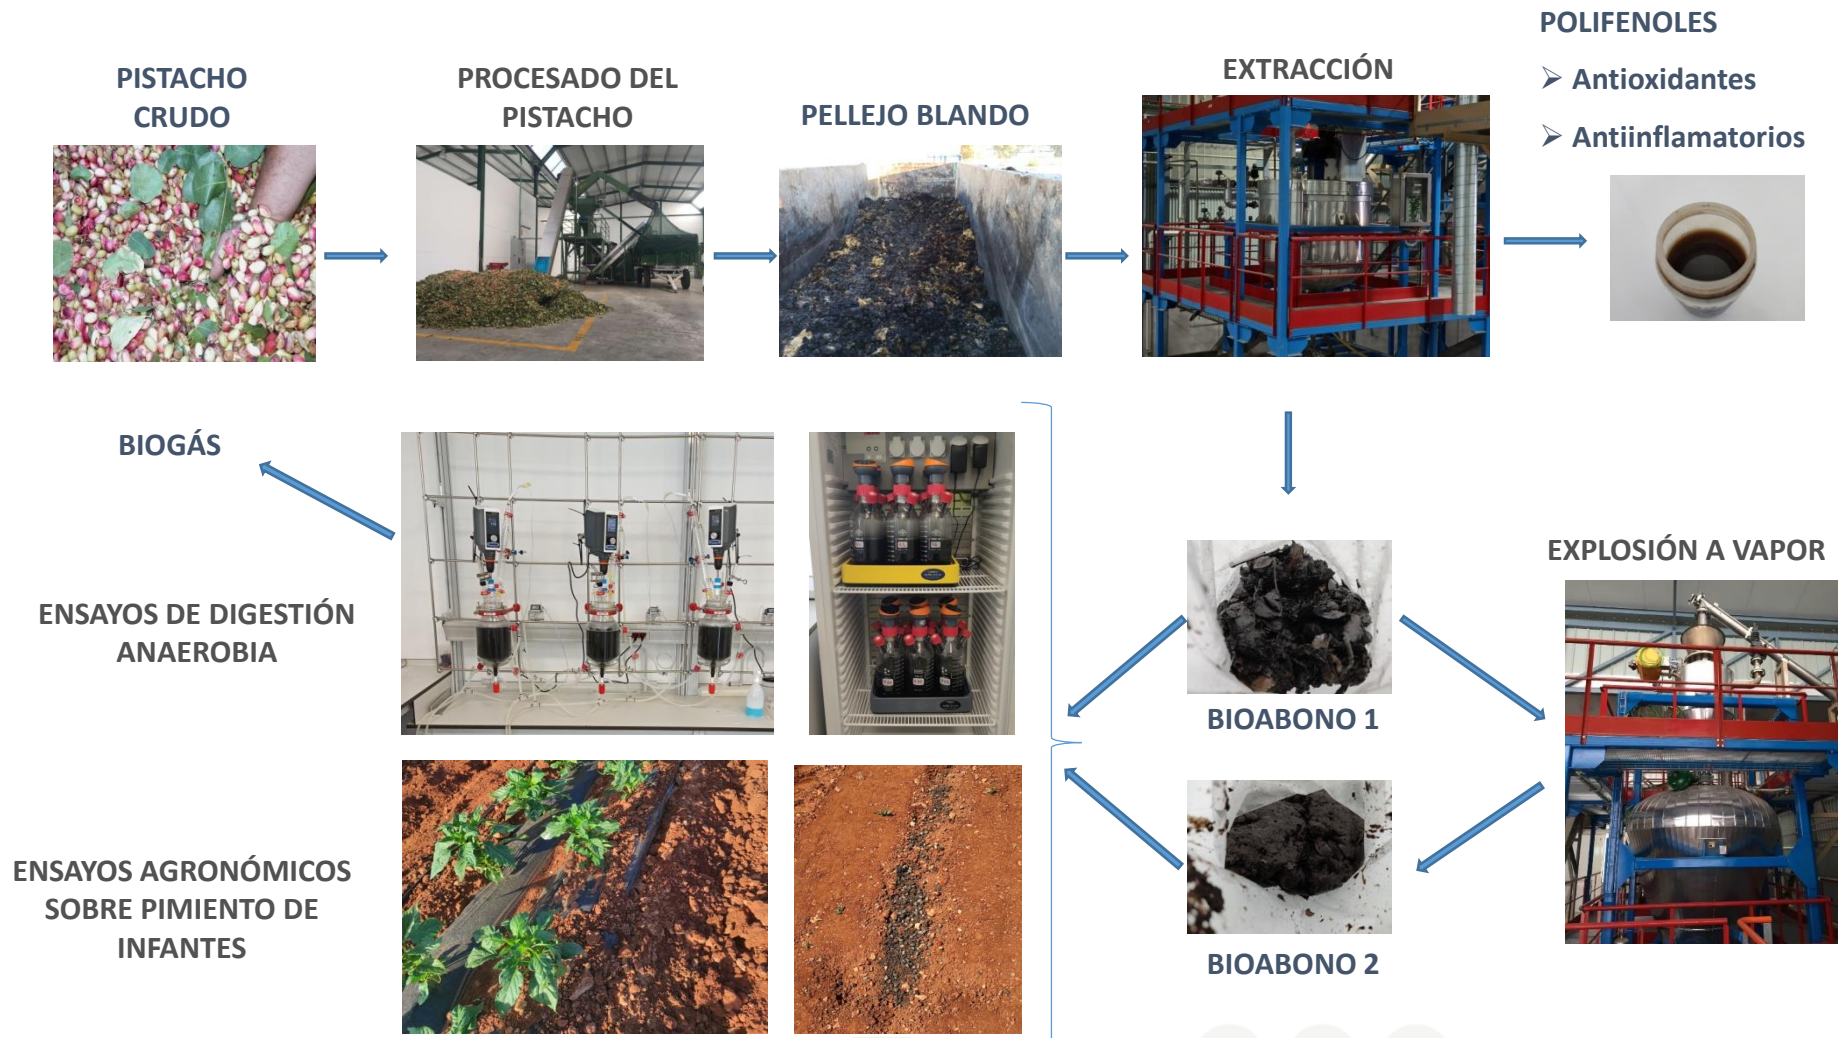 PISTACHO
CRUDO
PROCESADO DEL
PISTACHO
PELLEJO BLANDO
EXTRACCIÓN
POLIFENOLES
➢ Antioxidantes
➢ Antiinflamatorios
BIOGÁS
ENSAYOS DE DIGESTIÓN
ANAEROBIA
BIOABONO 1
EXPLOSIÓN A VAPOR
ENSAYOS AGRONÓMICOS
SOBRE PIMIENTO DE
INFANTES
BIOABONO 2